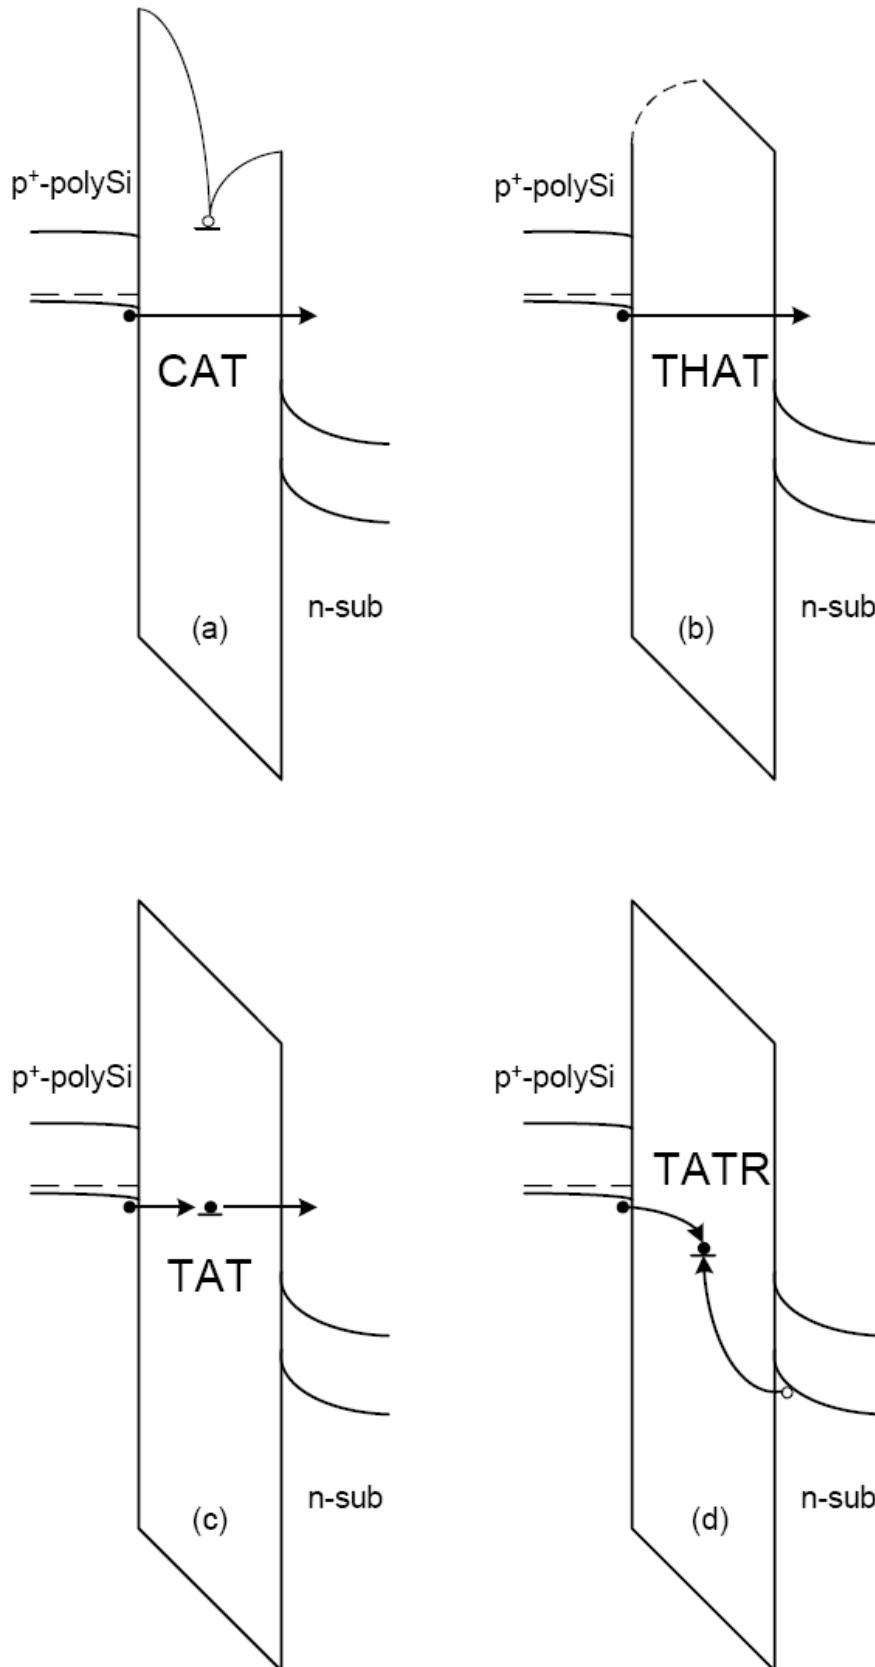 p⁺-polySi
p⁺-polySi
CAT
THAT
n-sub
n-sub
(a)
(b)
p⁺-polySi
p⁺-polySi
TATR
TAT
n-sub
n-sub
(c)
(d)